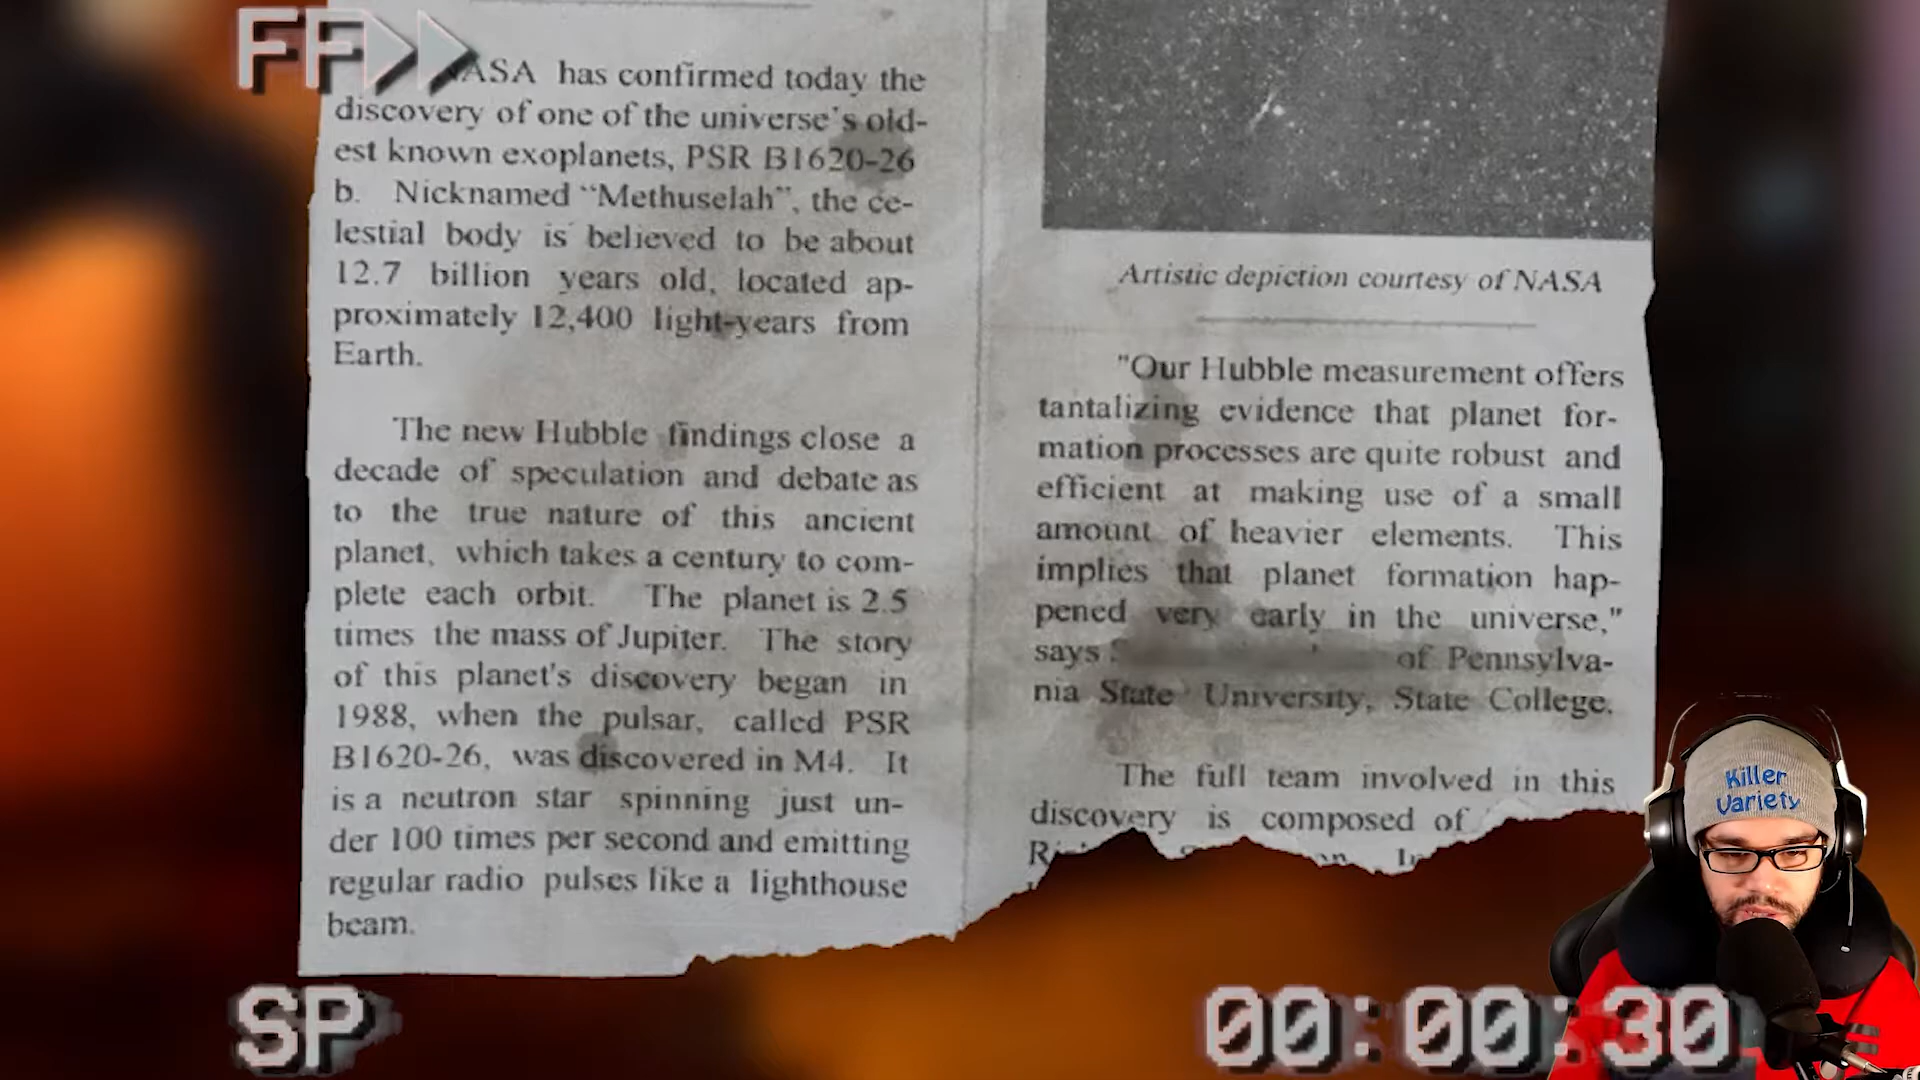 FF
NASA has confirmed today the
discovery of one of the universe's old-
est known exoplanets, PSR B1620-26
b. Nicknamed “Methuselah”, the ce-
lestial body is believed to be about
12.7 billion years old, located ap-
proximately 12,400 light-years from
Earth.
The new Hubble findings close a
decade of speculation and debate as
to the true nature of this ancient
planet, which takes a century to com-
plete each orbit. The planet is 2.5
times the mass of Jupiter. The story
of this planet's discovery began in
1988, when the pulsar, called PSR
B1620-26, was discovered in M4. It
is a neutron star spinning just un-
der 100 times per second and emitting
regular radio pulses like a lighthouse
beam.
Artistic depiction courtesy of NASA
"Our Hubble measurement offers
tantalizing evidence that planet for-
mation processes are quite robust and
efficient at making use of a small
amount of heavier elements. This
implies that planet formation hap-
pened very early in the universe,"
says of Pennsylva-
nia State University, State College.
The full team involved in this
discovery is composed of
Killer
Variety
SP
00:00:30